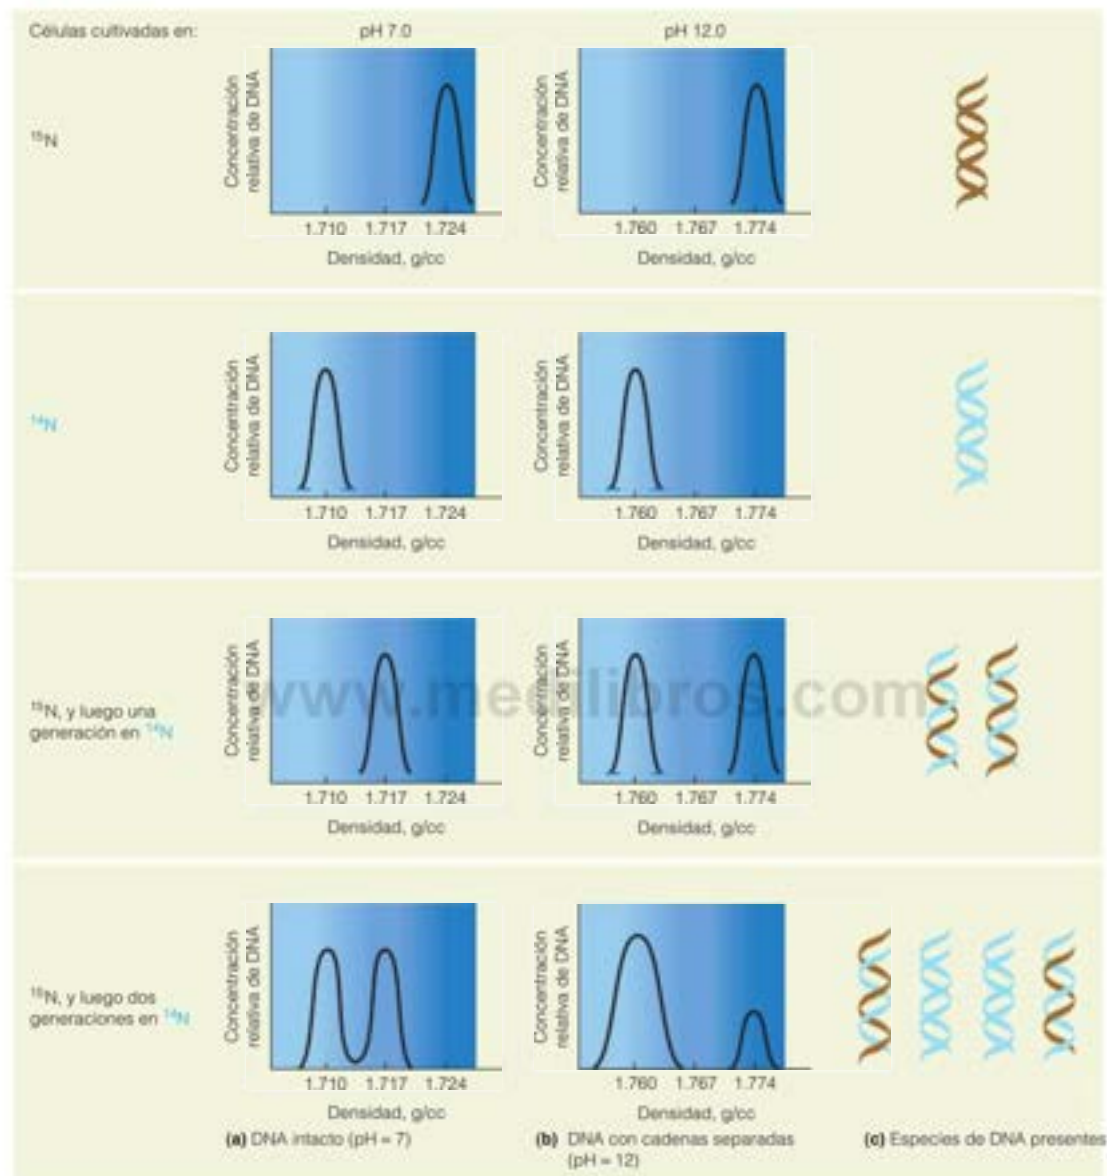 Células cultivadas en:
pH 7.0
pH 12.0
¹⁵N
Concentración
relativa de DNA
1.710 1.717 1.724
Densidad, g/cc
Concentración
relativa de DNA
1.760 1.767 1.774
Densidad, g/cc
¹⁴N
Concentración
relativa de DNA
1.710 1.717 1.724
Densidad, g/cc
Concentración
relativa de DNA
1.760 1.767 1.774
Densidad, g/cc
www.medilibros.com
¹⁵N, y luego una
generación en ¹⁴N
Concentración
relativa de DNA
1.710 1.717 1.724
Densidad, g/cc
Concentración
relativa de DNA
1.760 1.767 1.774
Densidad, g/cc
¹⁵N, y luego dos
generaciones en ¹⁴N
Concentración
relativa de DNA
1.710 1.717 1.724
Densidad, g/cc
Concentración
relativa de DNA
1.760 1.767 1.774
Densidad, g/cc
(a) DNA intacto (pH = 7)
(b) DNA con cadenas separadas
(pH = 12)
(c) Especies de DNA presentes